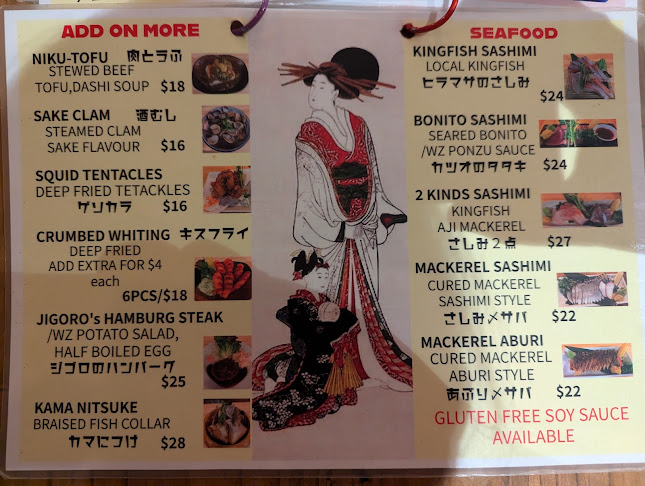 ADD ON MORE
NIKU-TOFU 肉とうふ
STEWED BEEF
TOFU,DASHI SOUP $18
SAKE CLAM 酒むし
STEAMED CLAM
SAKE FLAVOUR $16
SQUID TENTACLES
DEEP FRIED TETACKLES
ゲソカラ $16
CRUMBED WHITING キスフライ
DEEP FRIED
ADD EXTRA FOR $4
each
6PCS/$18
JIGORO's HAMBURG STEAK
/WZ POTATO SALAD,
HALF BOILED EGG
ジゴロのハンバーグ
$25
KAMA NITSUKE
BRAISED FISH COLLAR
カマにつけ $28
SEAFOOD
KINGFISH SASHIMI
LOCAL KINGFISH
ヒラマサのさしみ
$24
BONITO SASHIMI
SEARED BONITO
/WZ PONZU SAUCE
カツオのタタキ $24
2 KINDS SASHIMI
KINGFISH
AJI MACKEREL
さしみ2点 $27
MACKEREL SASHIMI
CURED MACKEREL
SASHIMI STYLE
さしみメサバ $22
MACKEREL ABURI
CURED MACKEREL
ABURI STYLE
あぶりメサバ $22
GLUTEN FREE SOY SAUCE
AVAILABLE